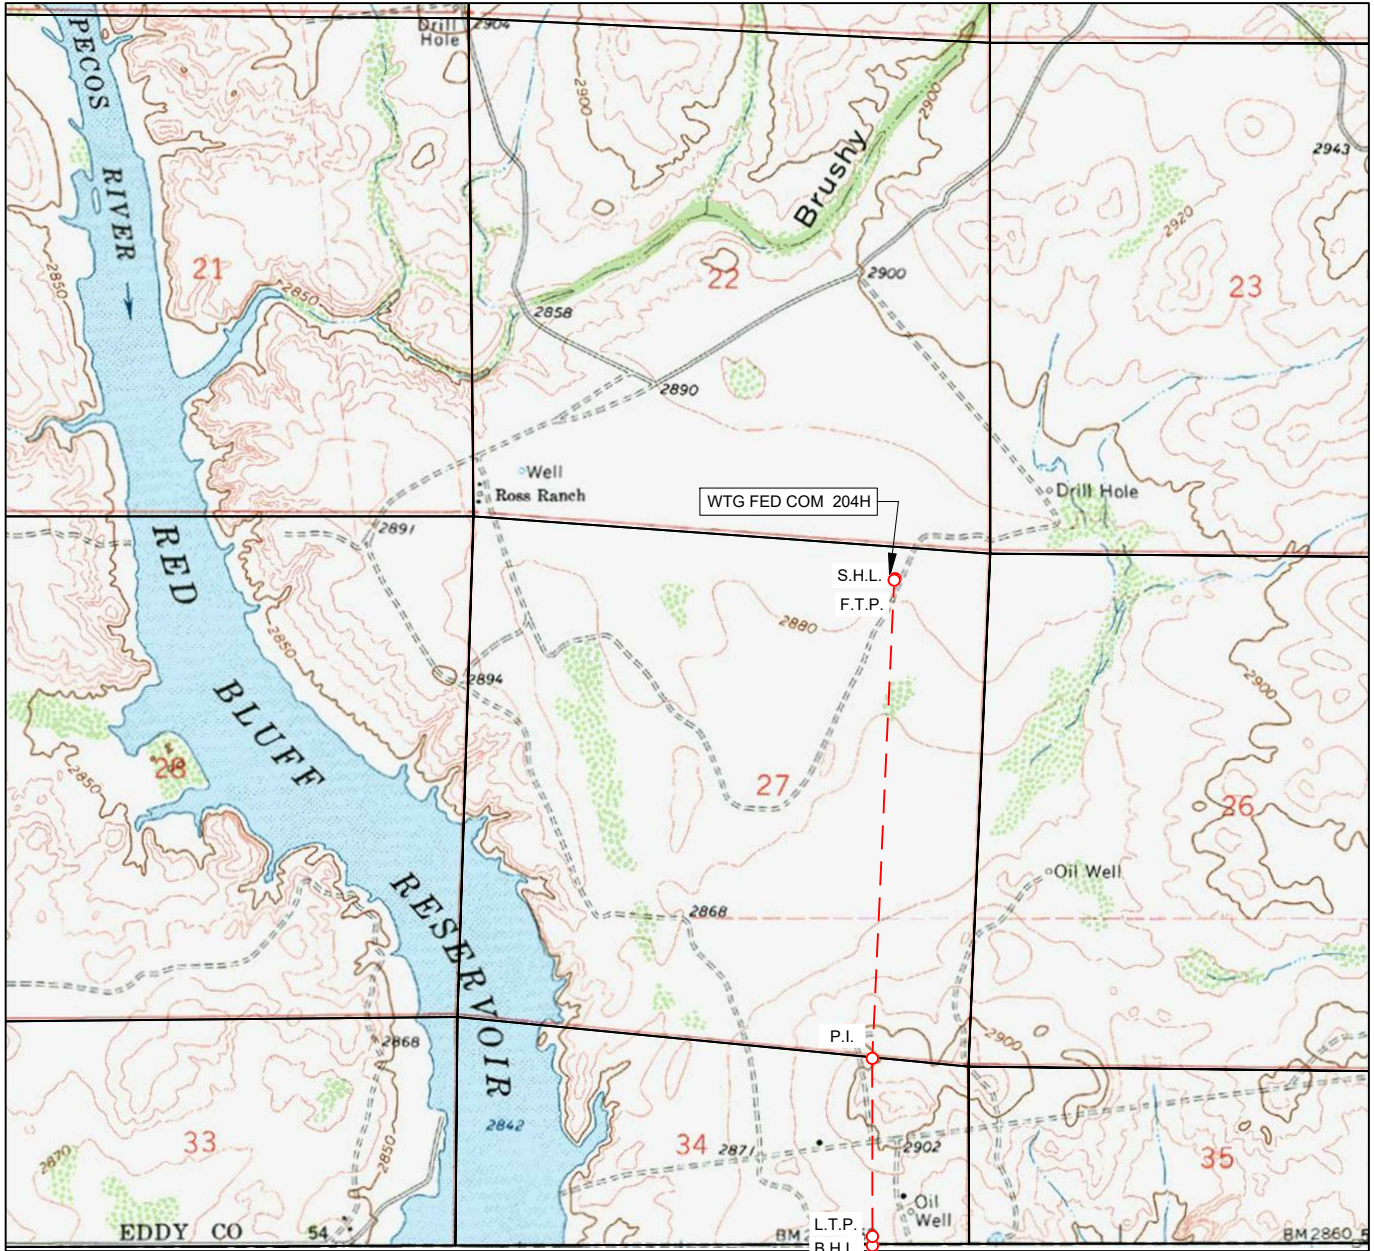 Drill Hole
2904
PECOS
RIVER
2900
2900
Brushy
2943
2920
2850
21
2850
22
2900
23
2858
2890
Well
Ross Ranch
Drill Hole
WTG FED COM 204H
2891
RED
S.H.L.
F.T.P.
2880
2850
2894
2900
BLUFF
28
2850
27
26
RESERVOIR
Oil Well
2868
P.I.
2900
2868
2842
33
34
2871
2902
35
2870
2850
Oil
Well
L.T.P.
EDDY CO
54
B.H.L.
BM 2860